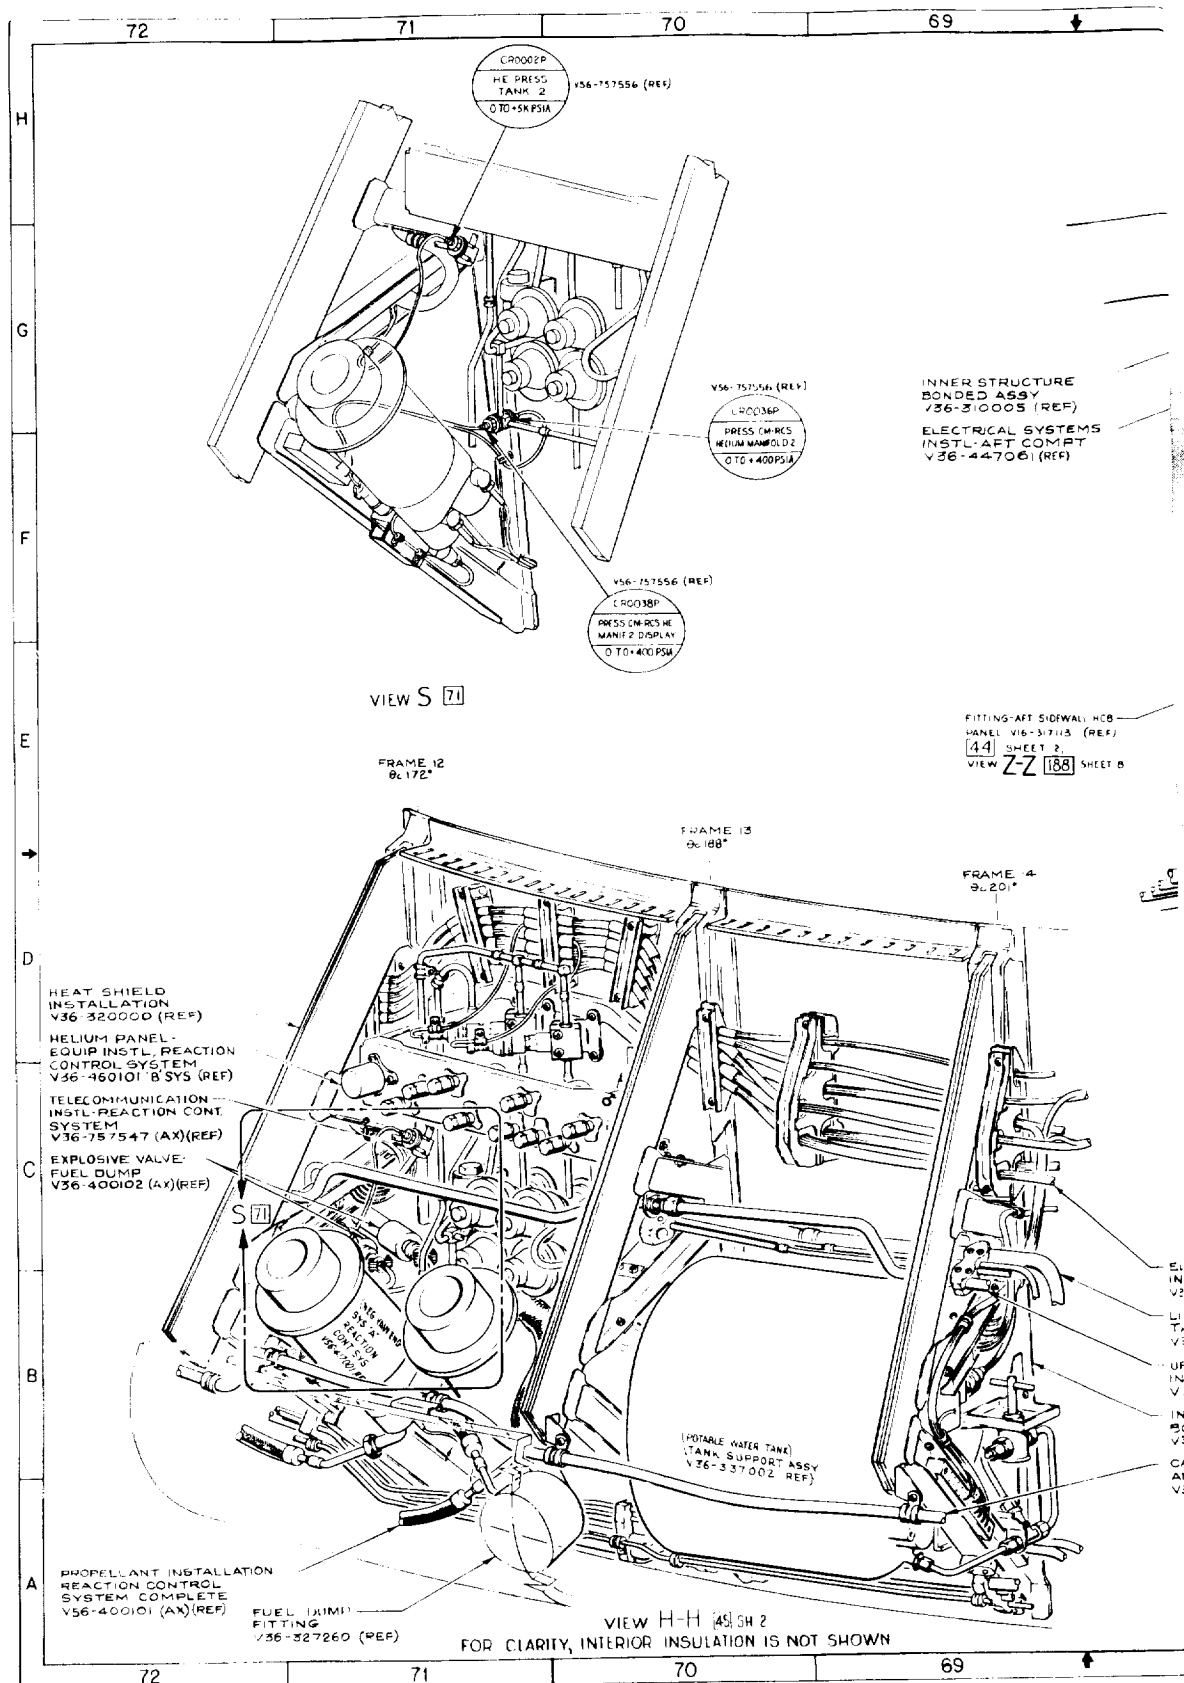 72 71 70 69
H
G
F
E
D
C
B
A
CR0002P
HE PRESS
TANK 2
0 TO +5K PSIA
V56-757556 (REF)
V56-757556 (REF)
CR0036P
PRESS CM-RCS
HELIUM MANIFOLD 2
0 TO +400 PSIA
INNER STRUCTURE
BONDED ASSY
V36-310005 (REF)
ELECTRICAL SYSTEMS
INSTL-AFT COMPT
V36-447061 (REF)
V56-757556 (REF)
CR0038P
PRESS CM-RCS HE
MANIF 2 DISPLAY
0 TO +400 PSIA
VIEW S 71
FITTING-AFT SIDEWALL HCB
PANEL V16-317113 (REF)
44 SHEET 2,
VIEW Z-Z 188 SHEET 8
FRAME 12
θc 172°
FRAME 13
θc 188°
FRAME 4
θc 201°
HEAT SHIELD
INSTALLATION
V36-320000 (REF)
HELIUM PANEL-
EQUIP INSTL, REACTION
CONTROL SYSTEM
V36-460101 'B' SYS (REF)
TELECOMMUNICATION
INSTL-REACTION CONT.
SYSTEM
V36-757547 (AX)(REF)
EXPLOSIVE VALVE-
FUEL DUMP
V36-400102 (AX)(REF)
S 71
SYS 'A'
REACTION
CONT SYS
(POTABLE WATER TANK)
(TANK SUPPORT ASSY
V36-337002 REF)
PROPELLANT INSTALLATION
REACTION CONTROL
SYSTEM COMPLETE
V56-400101 (AX)(REF)
FUEL DUMP
FITTING
V36-327260 (REF)
VIEW H-H 45 SH 2
FOR CLARITY, INTERIOR INSULATION IS NOT SHOWN
72 71 70 69